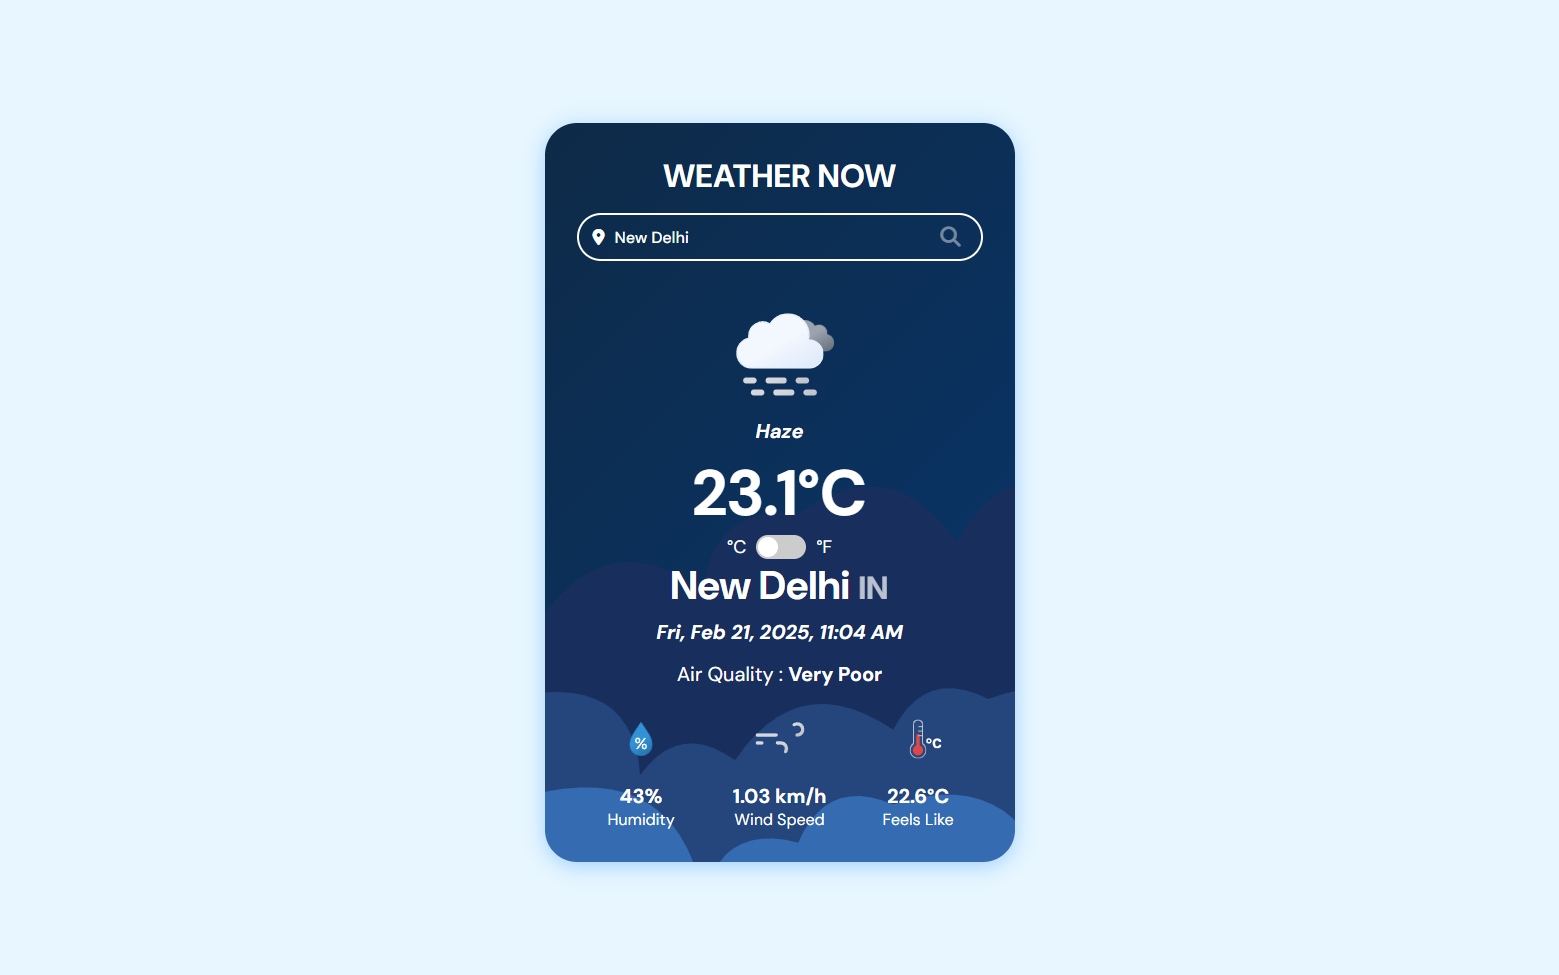 WEATHER NOW
New Delhi
Haze
23.1°C
°C °F
New Delhi IN
Fri, Feb 21, 2025, 11:04 AM
Air Quality : Very Poor
% °C
43% 1.03 km/h 22.6°C
Humidity Wind Speed Feels Like